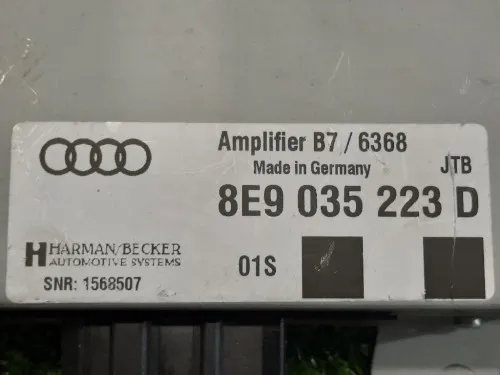 Amplifier B7 / 6368
Made in Germany JTB
8E9 035 223 D
HARMAN/BECKER
AUTOMOTIVE SYSTEMS
01S
SNR: 1568507